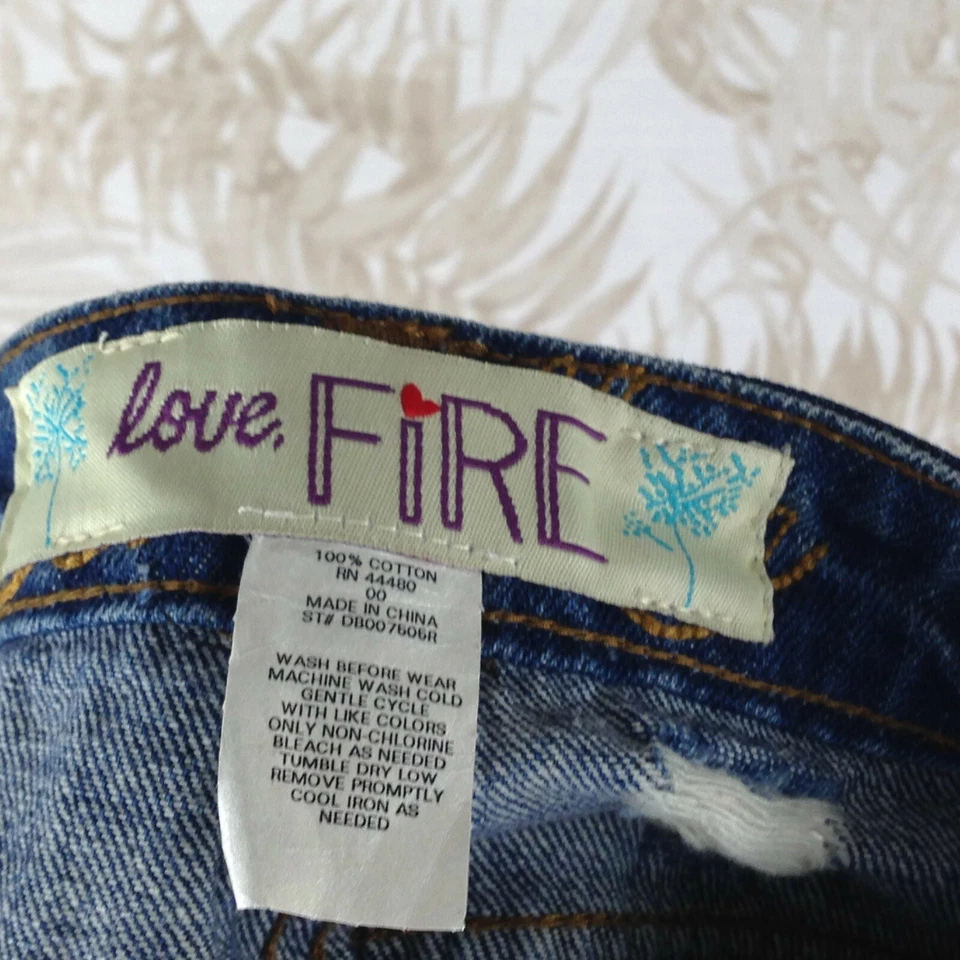 love, FiRE
100% COTTON
RN 44480
00
MADE IN CHINA
ST# DB007606R
WASH BEFORE WEAR
MACHINE WASH COLD
GENTLE CYCLE
WITH LIKE COLORS
ONLY NON-CHLORINE
BLEACH AS NEEDED
TUMBLE DRY LOW
REMOVE PROMPTLY
COOL IRON AS
NEEDED